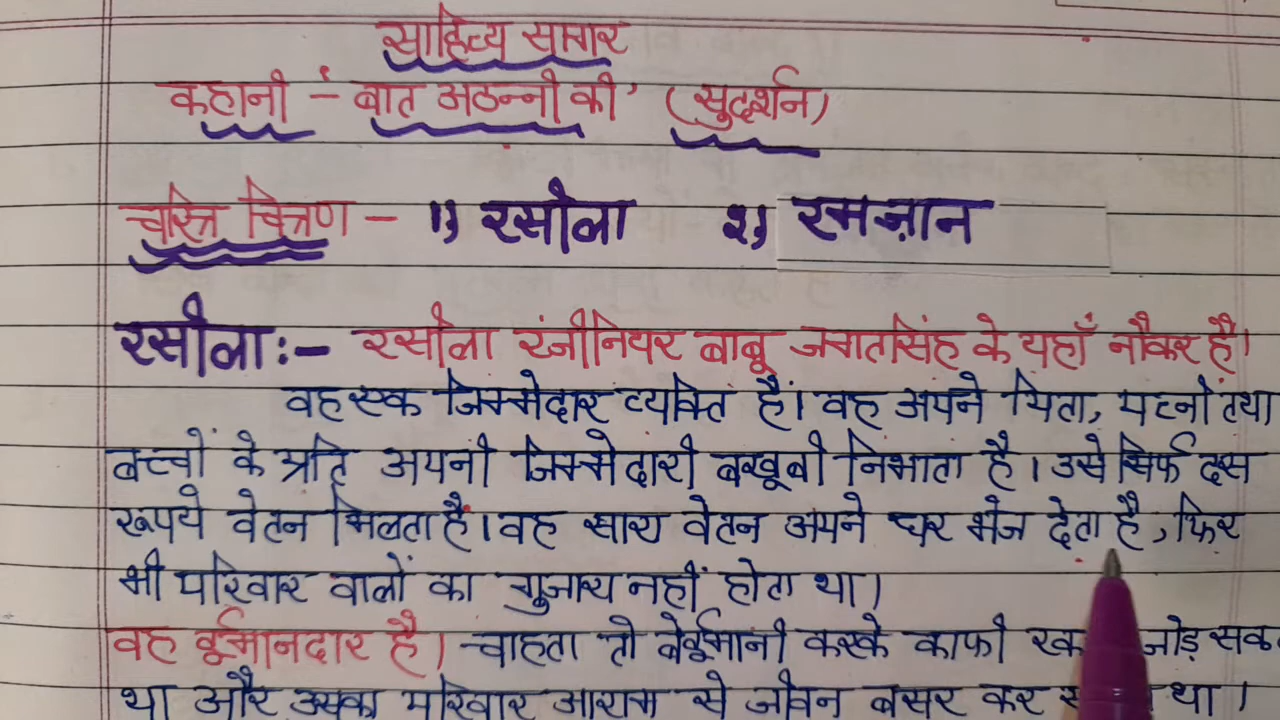 साहित्य सागर
कहानी - 'बात अठन्नी की' (सुदर्शन)
चरित्र चित्रण - 1) रसीला 2) रमज़ान
रसीला :- रसीला इंजीनियर बाबू जगतसिंह के यहाँ नौकर है।
वह एक जिम्मेदार व्यक्ति है। वह अपने पिता, पत्नी तथा
बच्चों के प्रति अपनी जिम्मेदारी बखूबी निभाता है। उसे सिर्फ दस
रूपये वेतन मिलता है। वह सारा वेतन अपने घर भेज देता है, फिर
भी परिवार वालों का गुजारा नहीं होता था।
वह ईमानदार है। चाहता तो बेईमानी करके काफी जोड़
था और उसका परिवार आराम से जीवन बसर कर था।